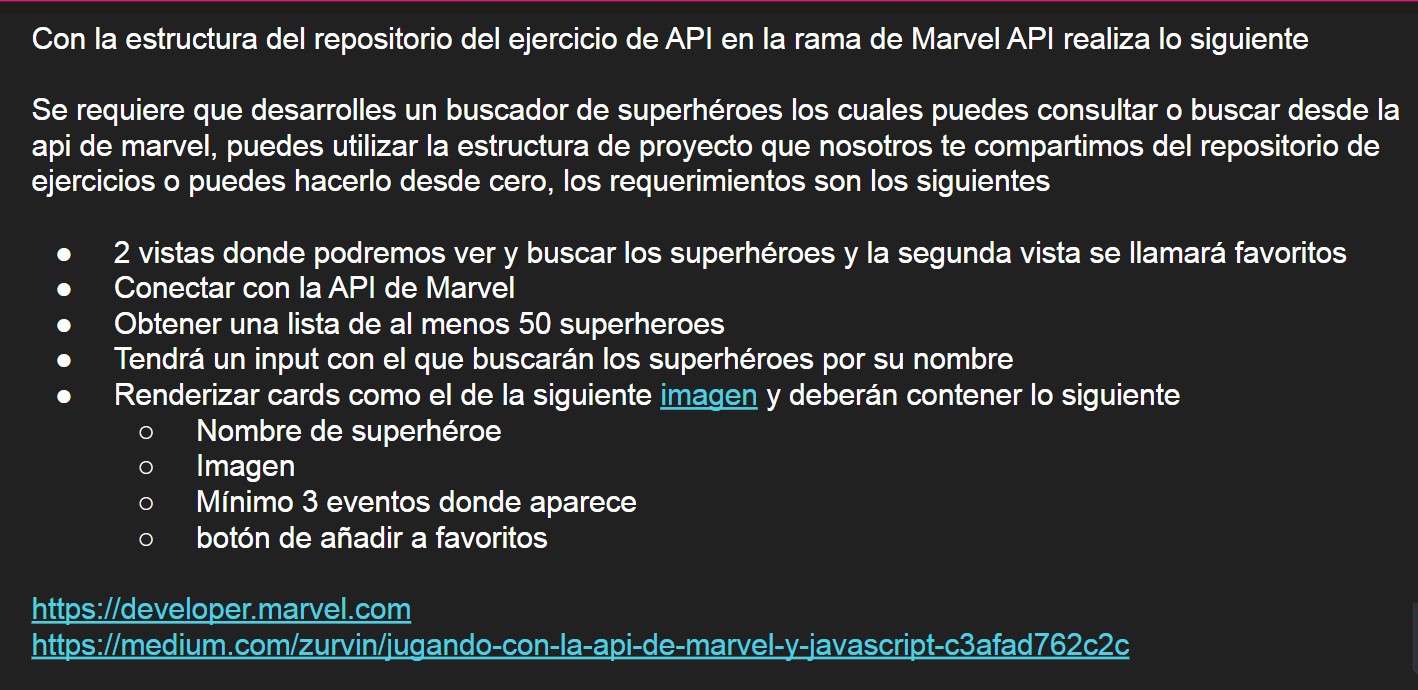 Con la estructura del repositorio del ejercicio de API en la rama de Marvel API realiza lo siguiente
Se requiere que desarrolles un buscador de superhéroes los cuales puedes consultar o buscar desde la
api de marvel, puedes utilizar la estructura de proyecto que nosotros te compartimos del repositorio de
ejercicios o puedes hacerlo desde cero, los requerimientos son los siguientes
● 2 vistas donde podremos ver y buscar los superhéroes y la segunda vista se llamará favoritos
● Conectar con la API de Marvel
● Obtener una lista de al menos 50 superheroes
● Tendrá un input con el que buscarán los superhéroes por su nombre
● Renderizar cards como el de la siguiente imagen y deberán contener lo siguiente
○ Nombre de superhéroe
○ Imagen
○ Mínimo 3 eventos donde aparece
○ botón de añadir a favoritos
https://developer.marvel.com
https://medium.com/zurvin/jugando-con-la-api-de-marvel-y-javascript-c3afad762c2c